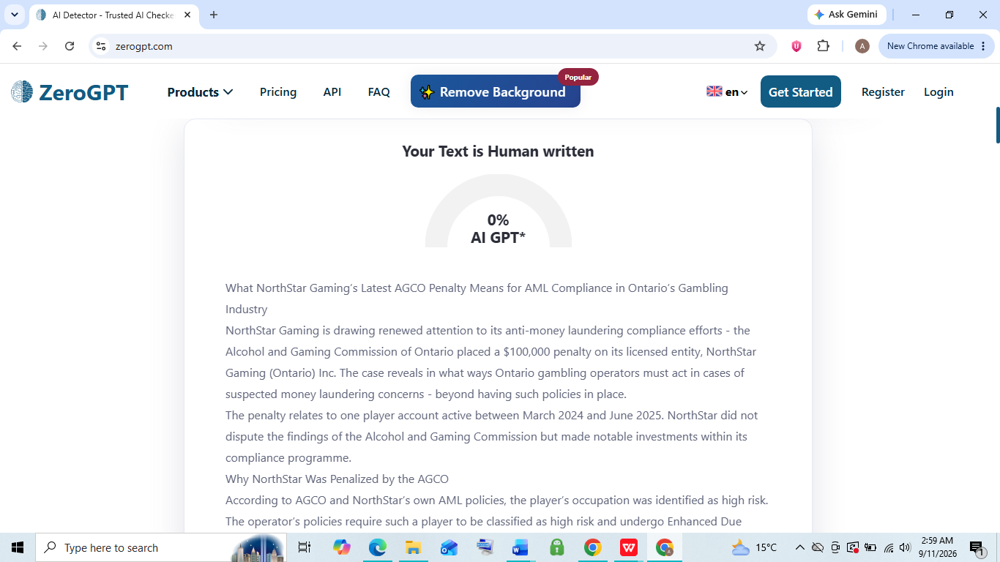 AI Detector - Trusted AI Checke
Ask Gemini
zerogpt.com
A
New Chrome available
ZeroGPT
Products
Pricing
API
FAQ
Remove Background
Popular
en
Get Started
Register
Login
Your Text is Human written
0%
AI GPT*
What NorthStar Gaming's Latest AGCO Penalty Means for AML Compliance in Ontario's Gambling
Industry
NorthStar Gaming is drawing renewed attention to its anti-money laundering compliance efforts - the
Alcohol and Gaming Commission of Ontario placed a $100,000 penalty on its licensed entity, NorthStar
Gaming (Ontario) Inc. The case reveals in what ways Ontario gambling operators must act in cases of
suspected money laundering concerns - beyond having such policies in place.
The penalty relates to one player account active between March 2024 and June 2025. NorthStar did not
dispute the findings of the Alcohol and Gaming Commission but made notable investments within its
compliance programme.
Why NorthStar Was Penalized by the AGCO
According to AGCO and NorthStar's own AML policies, the player's occupation was identified as high risk.
The operator's policies require such a player to be classified as high risk and undergo Enhanced Due
Type here to search
15°C
2:59 AM
9/11/2026
1